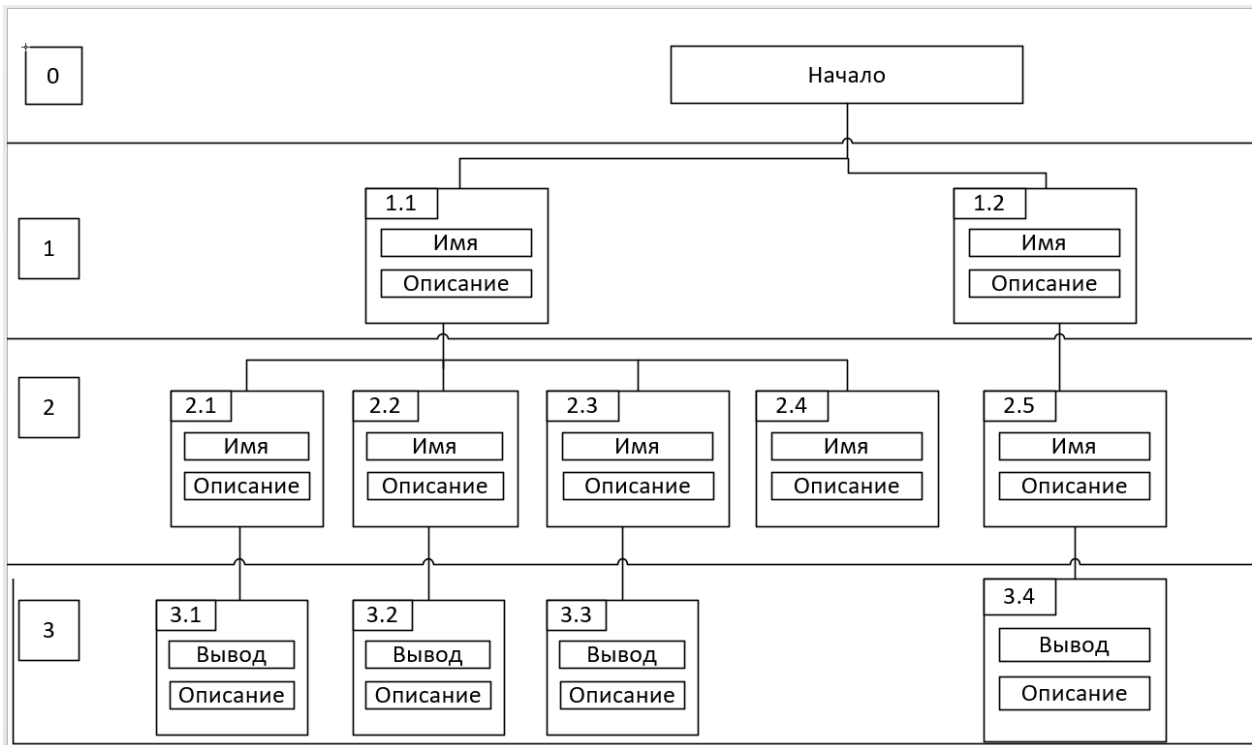 0
Начало
1
1.1
Имя
Описание
1.2
Имя
Описание
2
2.1
Имя
Описание
2.2
Имя
Описание
2.3
Имя
Описание
2.4
Имя
Описание
2.5
Имя
Описание
3
3.1
Вывод
Описание
3.2
Вывод
Описание
3.3
Вывод
Описание
3.4
Вывод
Описание